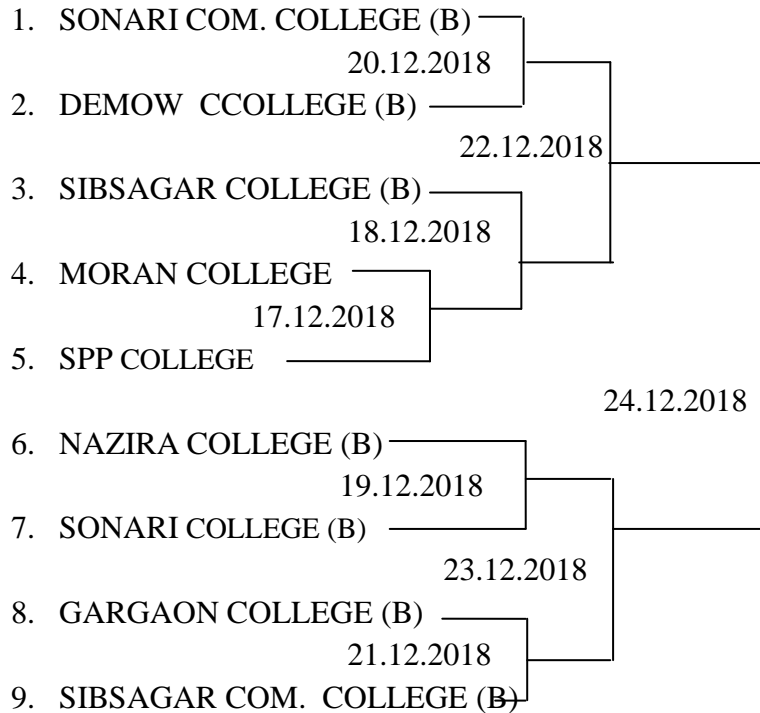 1. SONARI COM. COLLEGE (B)
20.12.2018
2. DEMOW CCOLLEGE (B)
22.12.2018
3. SIBSAGAR COLLEGE (B)
18.12.2018
4. MORAN COLLEGE
17.12.2018
5. SPP COLLEGE
24.12.2018
6. NAZIRA COLLEGE (B)
19.12.2018
7. SONARI COLLEGE (B)
23.12.2018
8. GARGAON COLLEGE (B)
21.12.2018
9. SIBSAGAR COM. COLLEGE (B)